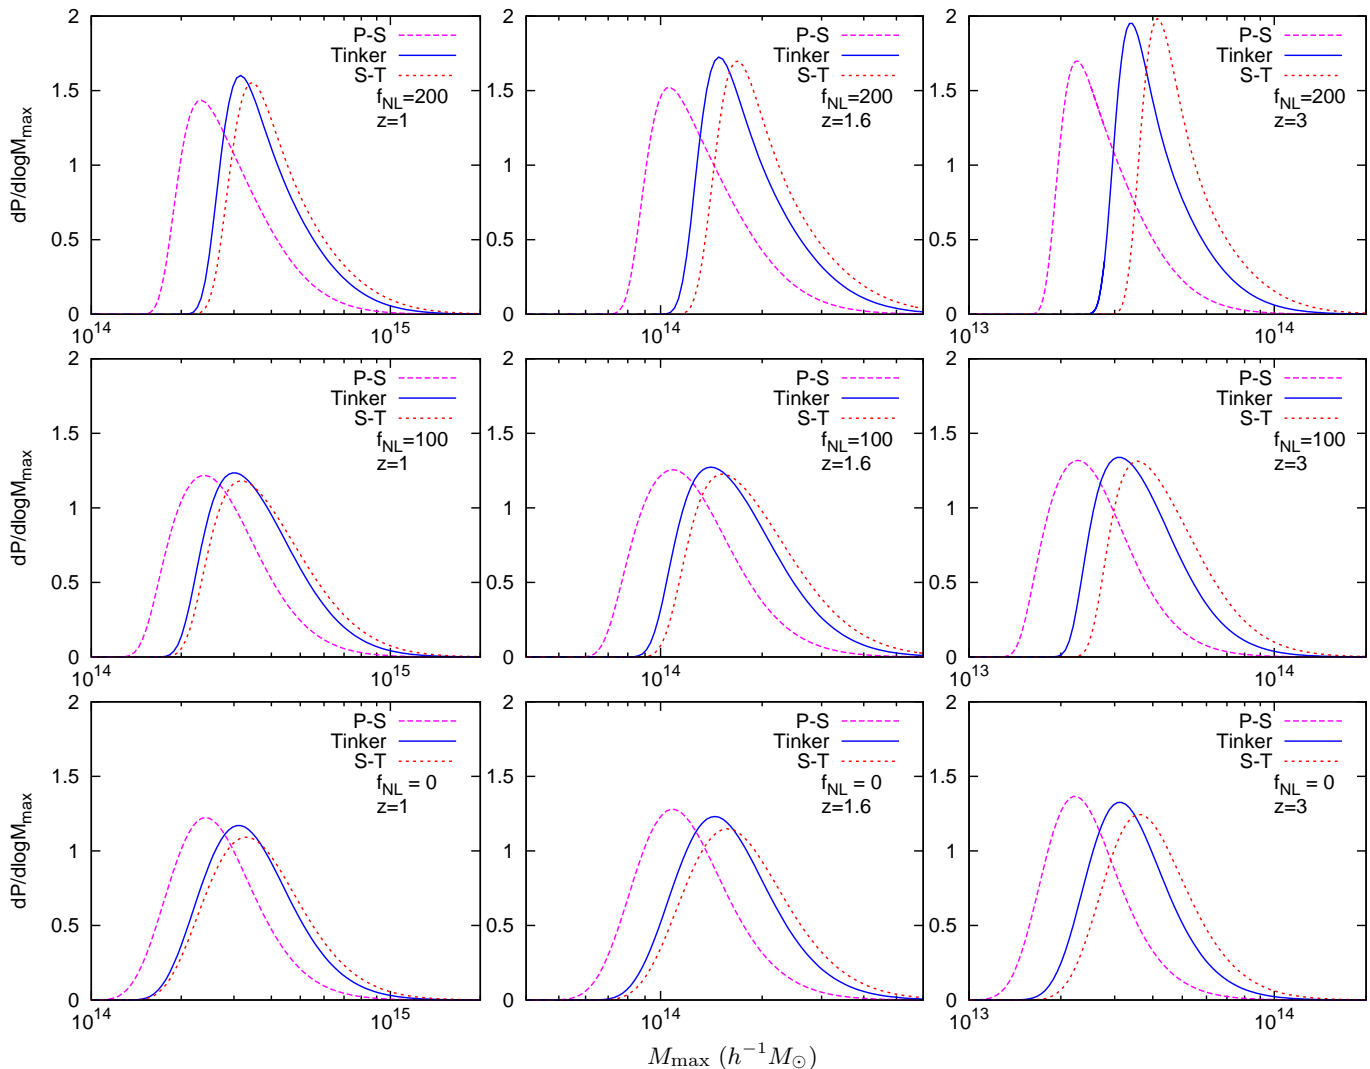 2
1.5
1
0.5
0
10^14
10^15
dP/dlogM_max
P-S
Tinker
S-T
f_NL=200
z=1
2
1.5
1
0.5
0
10^14
P-S
Tinker
S-T
f_NL=200
z=1.6
2
1.5
1
0.5
0
10^13
10^14
P-S
Tinker
S-T
f_NL=200
z=3
2
1.5
1
0.5
0
10^14
10^15
dP/dlogM_max
P-S
Tinker
S-T
f_NL=100
z=1
2
1.5
1
0.5
0
10^14
P-S
Tinker
S-T
f_NL=100
z=1.6
2
1.5
1
0.5
0
10^13
10^14
P-S
Tinker
S-T
f_NL=100
z=3
2
1.5
1
0.5
0
10^14
10^15
dP/dlogM_max
P-S
Tinker
S-T
f_NL = 0
z=1
2
1.5
1
0.5
0
10^14
P-S
Tinker
S-T
f_NL = 0
z=1.6
2
1.5
1
0.5
0
10^13
10^14
P-S
Tinker
S-T
f_NL = 0
z=3
M_max (h^−1 M_⊙)